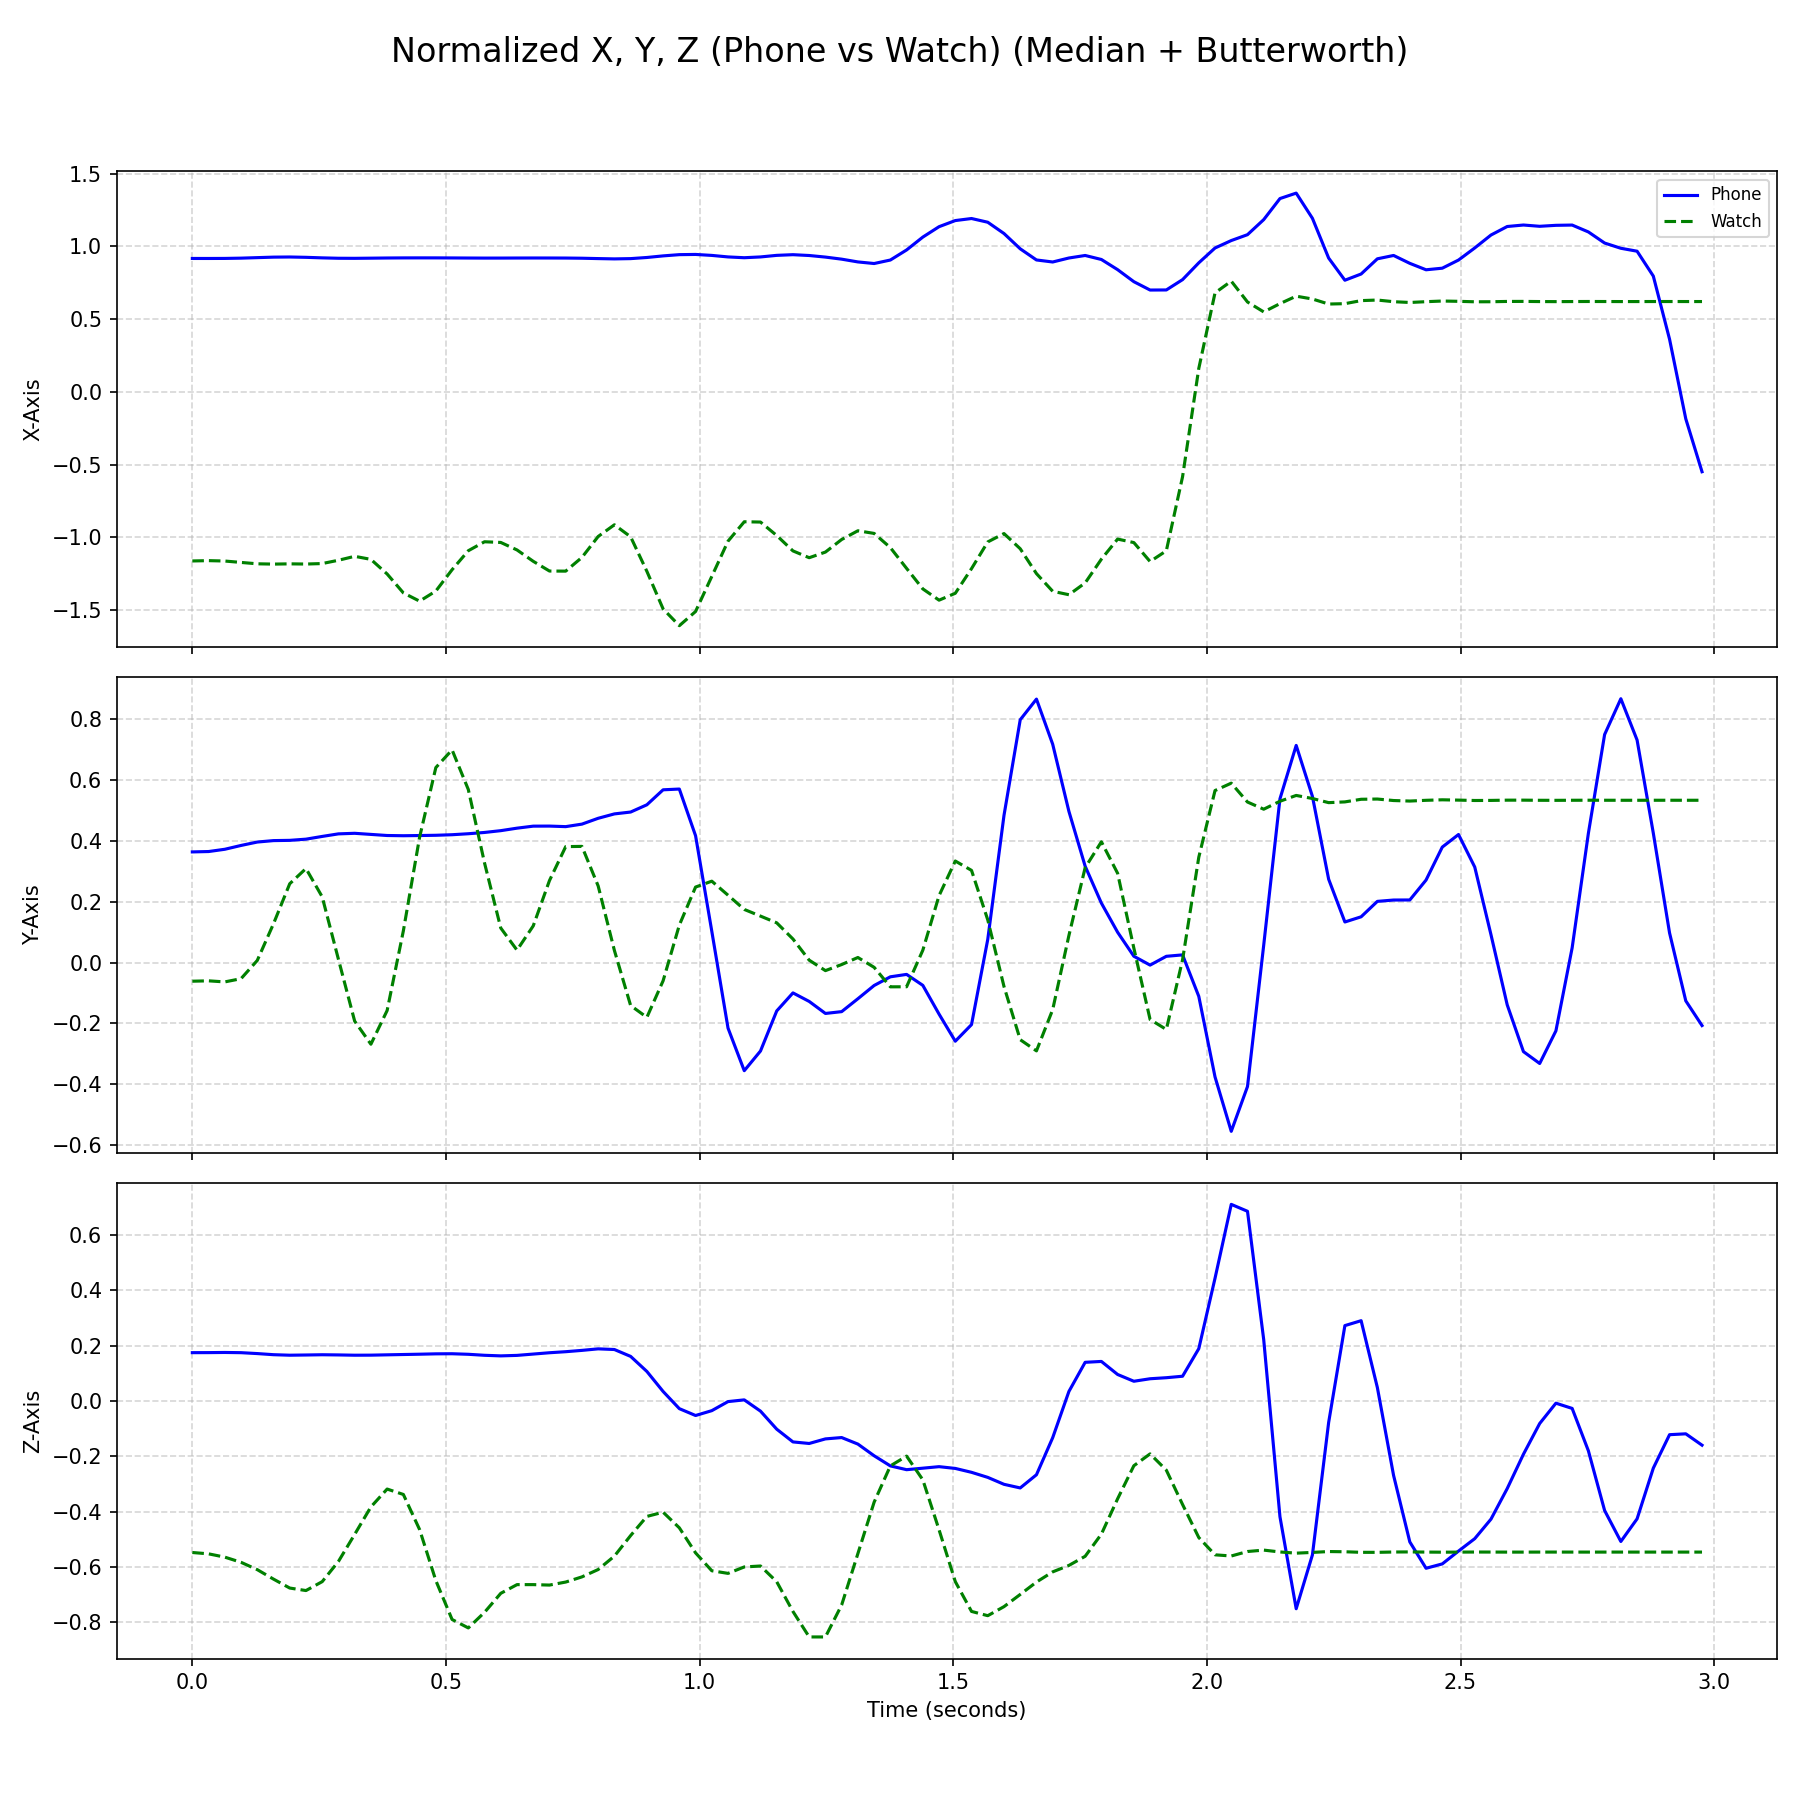 Normalized X, Y, Z (Phone vs Watch) (Median + Butterworth)
Phone
Watch
1.5
1.0
0.5
0.0
−0.5
−1.0
−1.5
X-Axis
0.8
0.6
0.4
0.2
0.0
−0.2
−0.4
−0.6
Y-Axis
0.6
0.4
0.2
0.0
−0.2
−0.4
−0.6
−0.8
Z-Axis
0.0 0.5 1.0 1.5 2.0 2.5 3.0
Time (seconds)